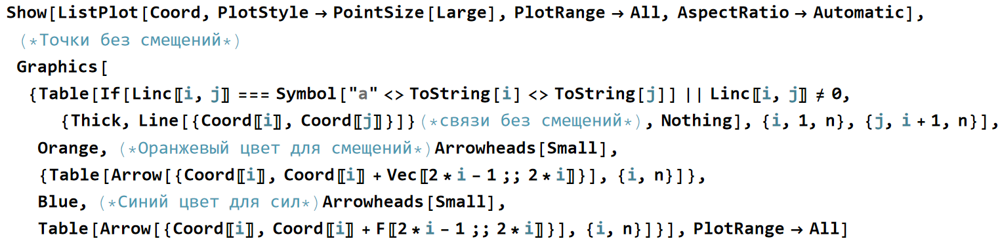 Show[ListPlot[Coord, PlotStyle → PointSize[Large], PlotRange → All, AspectRatio → Automatic],
(*Точки без смещений*)
Graphics[
{Table[If[Linc〚i, j〛 === Symbol["a" <> ToString[i] <> ToString[j]] || Linc〚i, j〛 ≠ 0,
{Thick, Line[{Coord〚i〛, Coord〚j〛}]}(*связи без смещений*), Nothing], {i, 1, n}, {j, i + 1, n}],
Orange, (*Оранжевый цвет для смещений*)Arrowheads[Small],
{Table[Arrow[{Coord〚i〛, Coord〚i〛 + Vec〚2 * i - 1 ;; 2 * i〛}], {i, n}]},
Blue, (*Синий цвет для сил*)Arrowheads[Small],
Table[Arrow[{Coord〚i〛, Coord〚i〛 + F〚2 * i - 1 ;; 2 * i〛}], {i, n}]}], PlotRange → All]